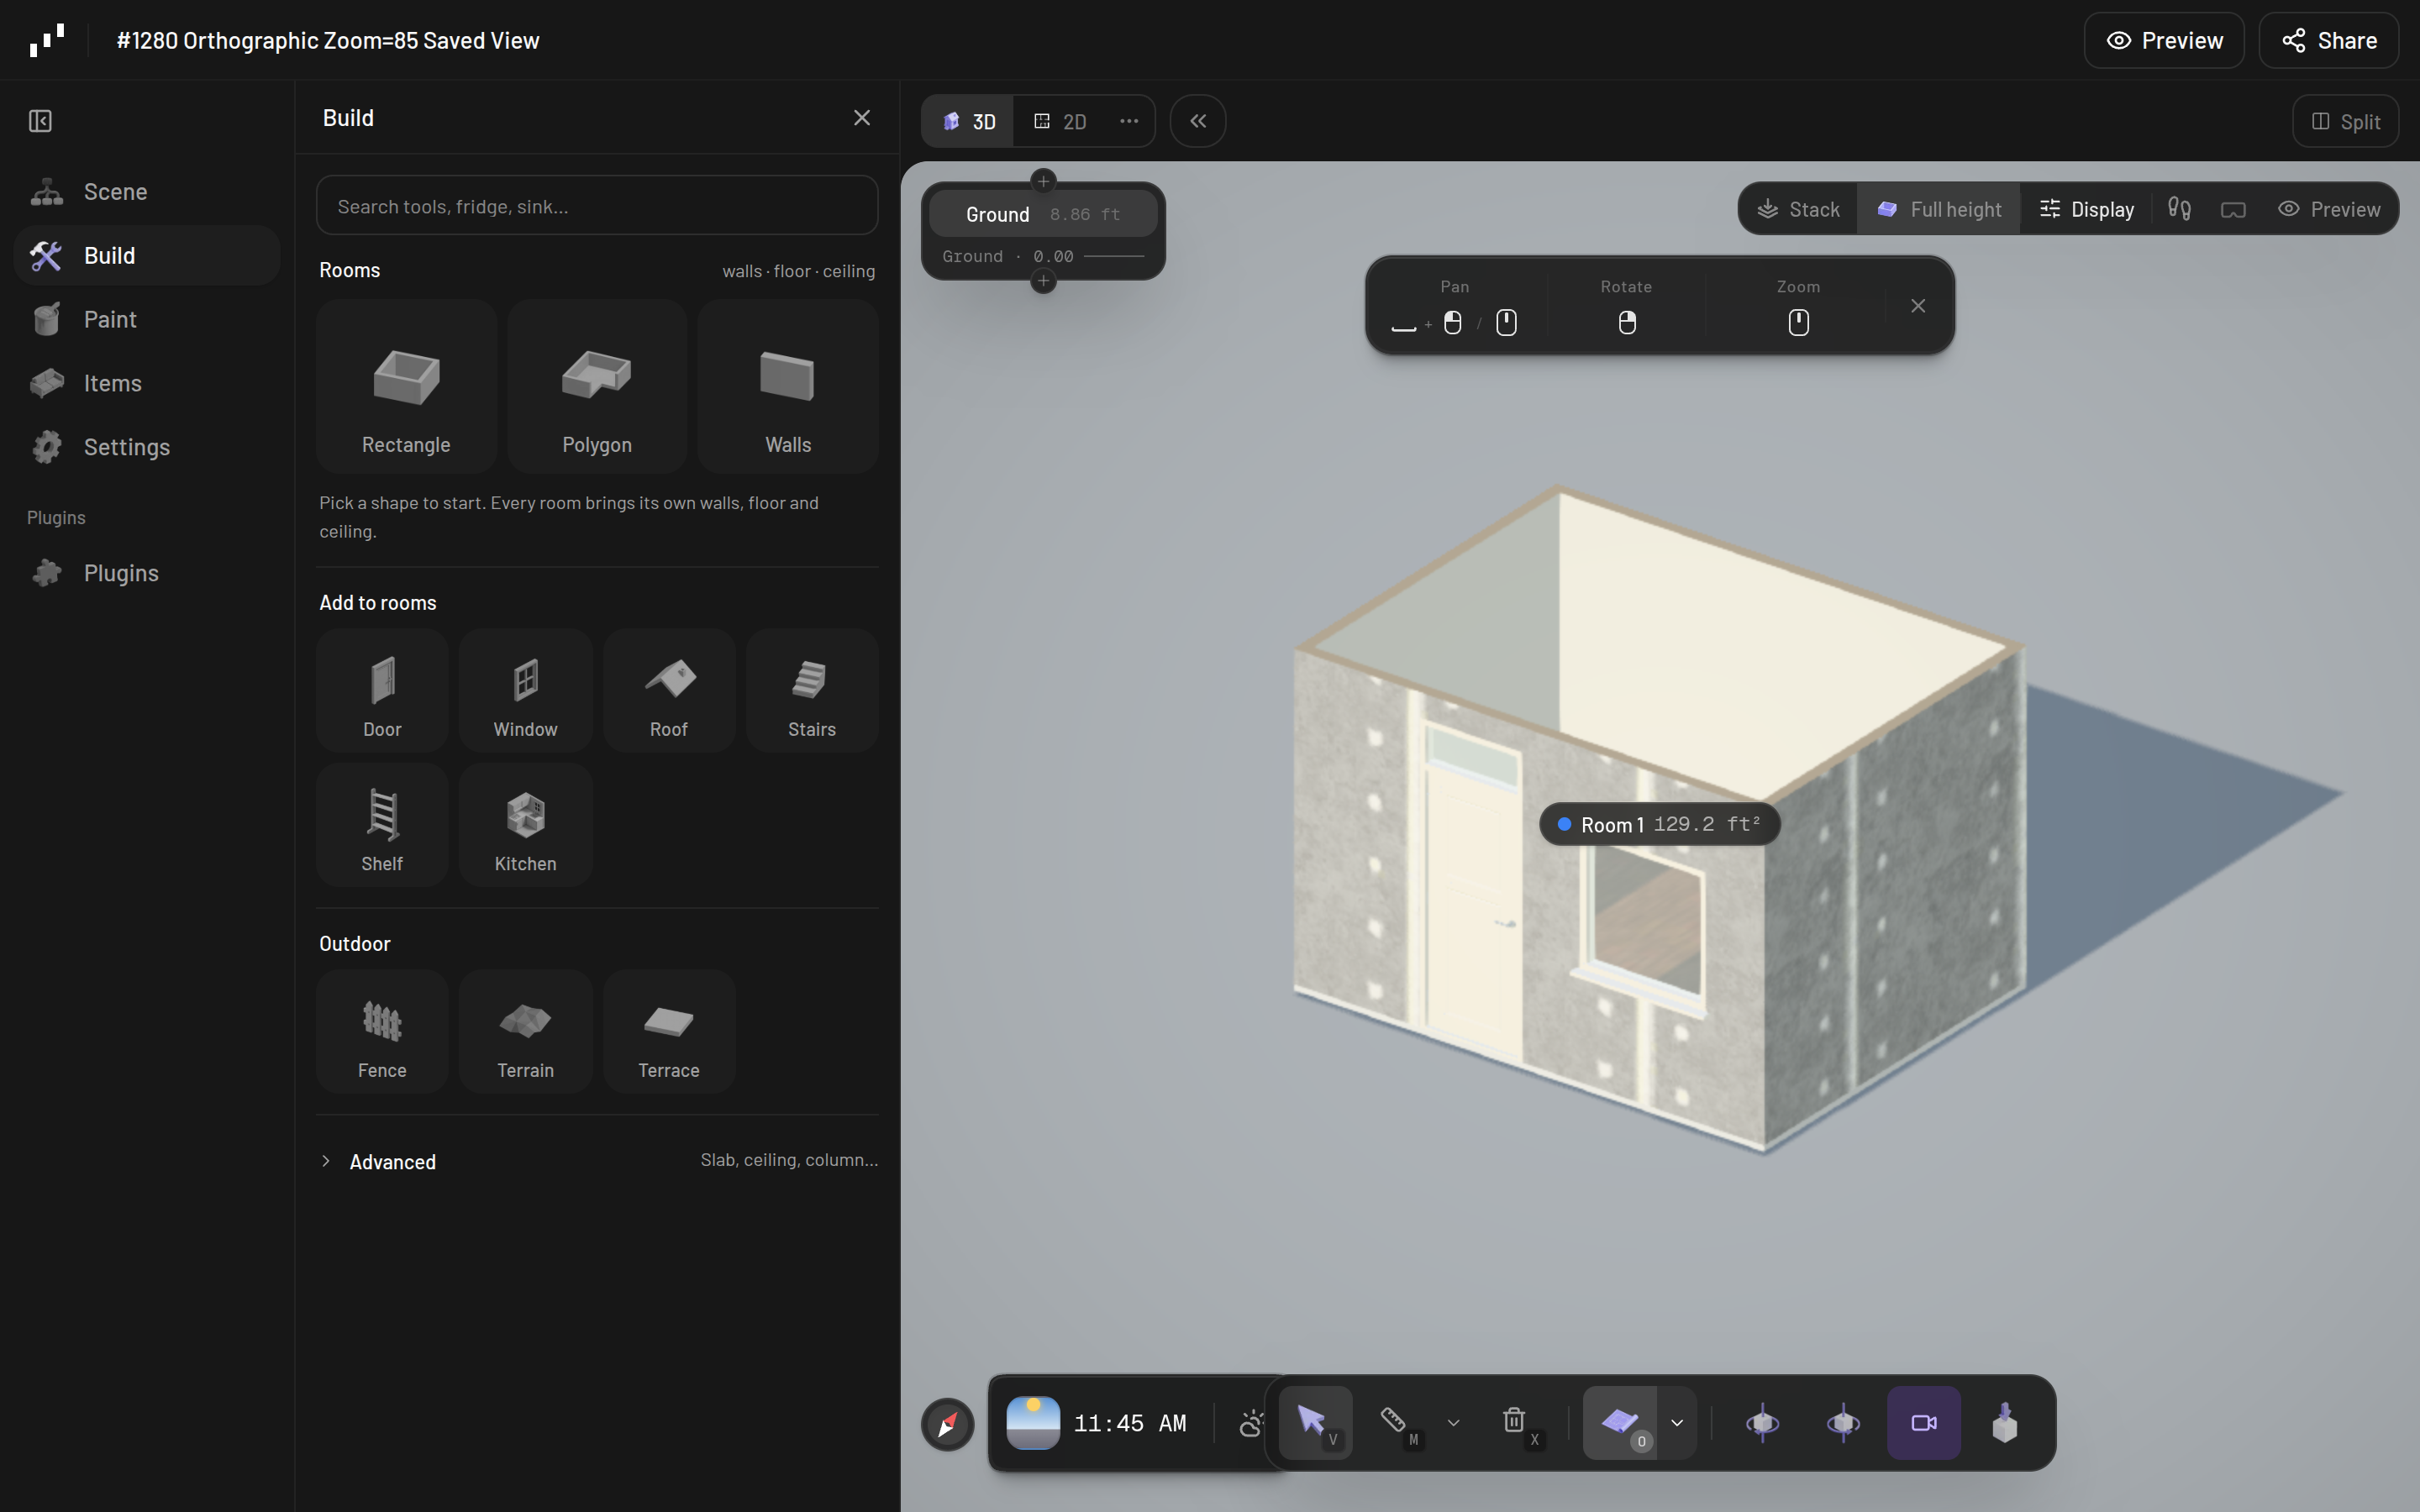 #1280 Orthographic Zoom=85 Saved View
Preview
Share
Build
3D
2D
Split
Scene
Build
Paint
Items
Settings
Plugins
Plugins
Search tools, fridge, sink...
Rooms
walls · floor · ceiling
Rectangle
Polygon
Walls
Pick a shape to start. Every room brings its own walls, floor and
ceiling.
Add to rooms
Door
Window
Roof
Stairs
Shelf
Kitchen
Outdoor
Fence
Terrain
Terrace
Advanced
Slab, ceiling, column...
Ground 8.86 ft
Ground · 0.00
Stack
Full height
Display
Preview
Pan
Rotate
Zoom
+ /
Room 1 129.2 ft²
11:45 AM
V
M
X
0